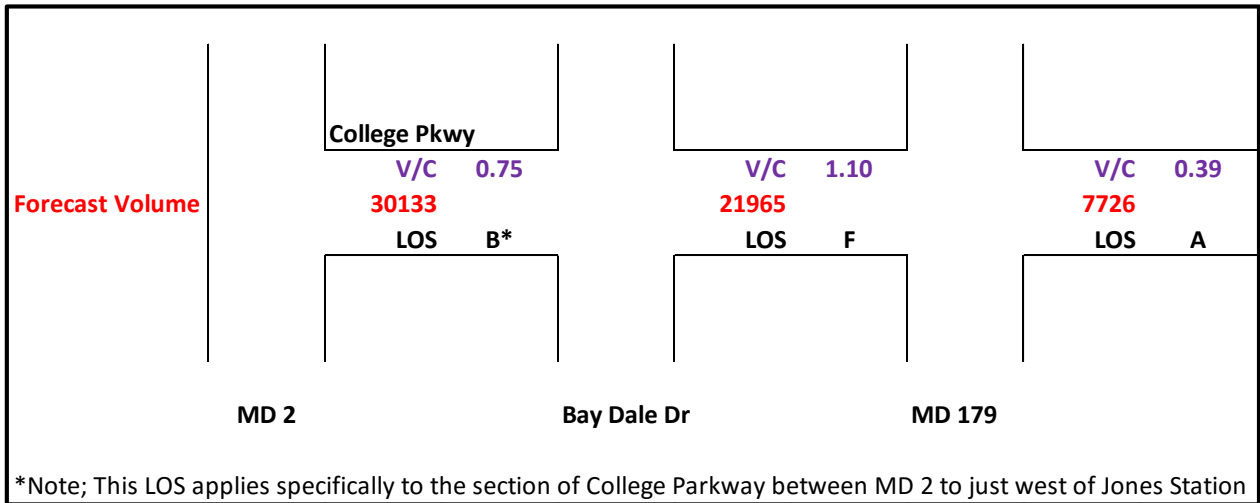 College Pkwy
V/C 0.75 V/C 1.10 V/C 0.39
Forecast Volume 30133 21965 7726
LOS B* LOS F LOS A
MD 2 Bay Dale Dr MD 179
*Note; This LOS applies specifically to the section of College Parkway between MD 2 to just west of Jones Station